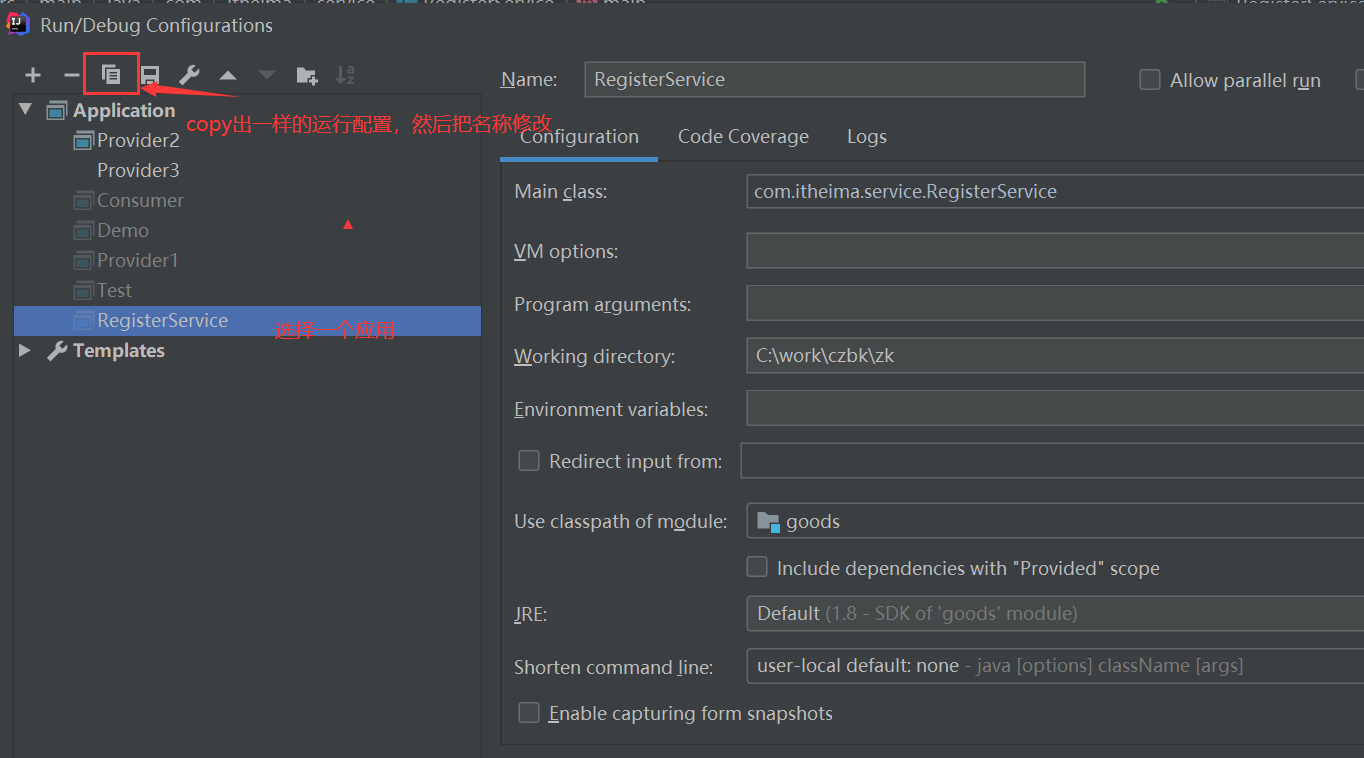 Run/Debug Configurations
Name:
RegisterService
Allow parallel run
Application
copy出一样的运行配置，然后把名称修改
Provider2
Configuration
Code Coverage
Logs
Provider3
Main class:
com.itheima.service.RegisterService
Consumer
Demo
VM options:
Provider1
Test
Program arguments:
RegisterService
选择一个应用
Templates
Working directory:
C:\work\czbk\zk
Environment variables:
Redirect input from:
Use classpath of module:
goods
Include dependencies with "Provided" scope
JRE:
Default (1.8 - SDK of 'goods' module)
Shorten command line:
user-local default: none - java [options] className [args]
Enable capturing form snapshots